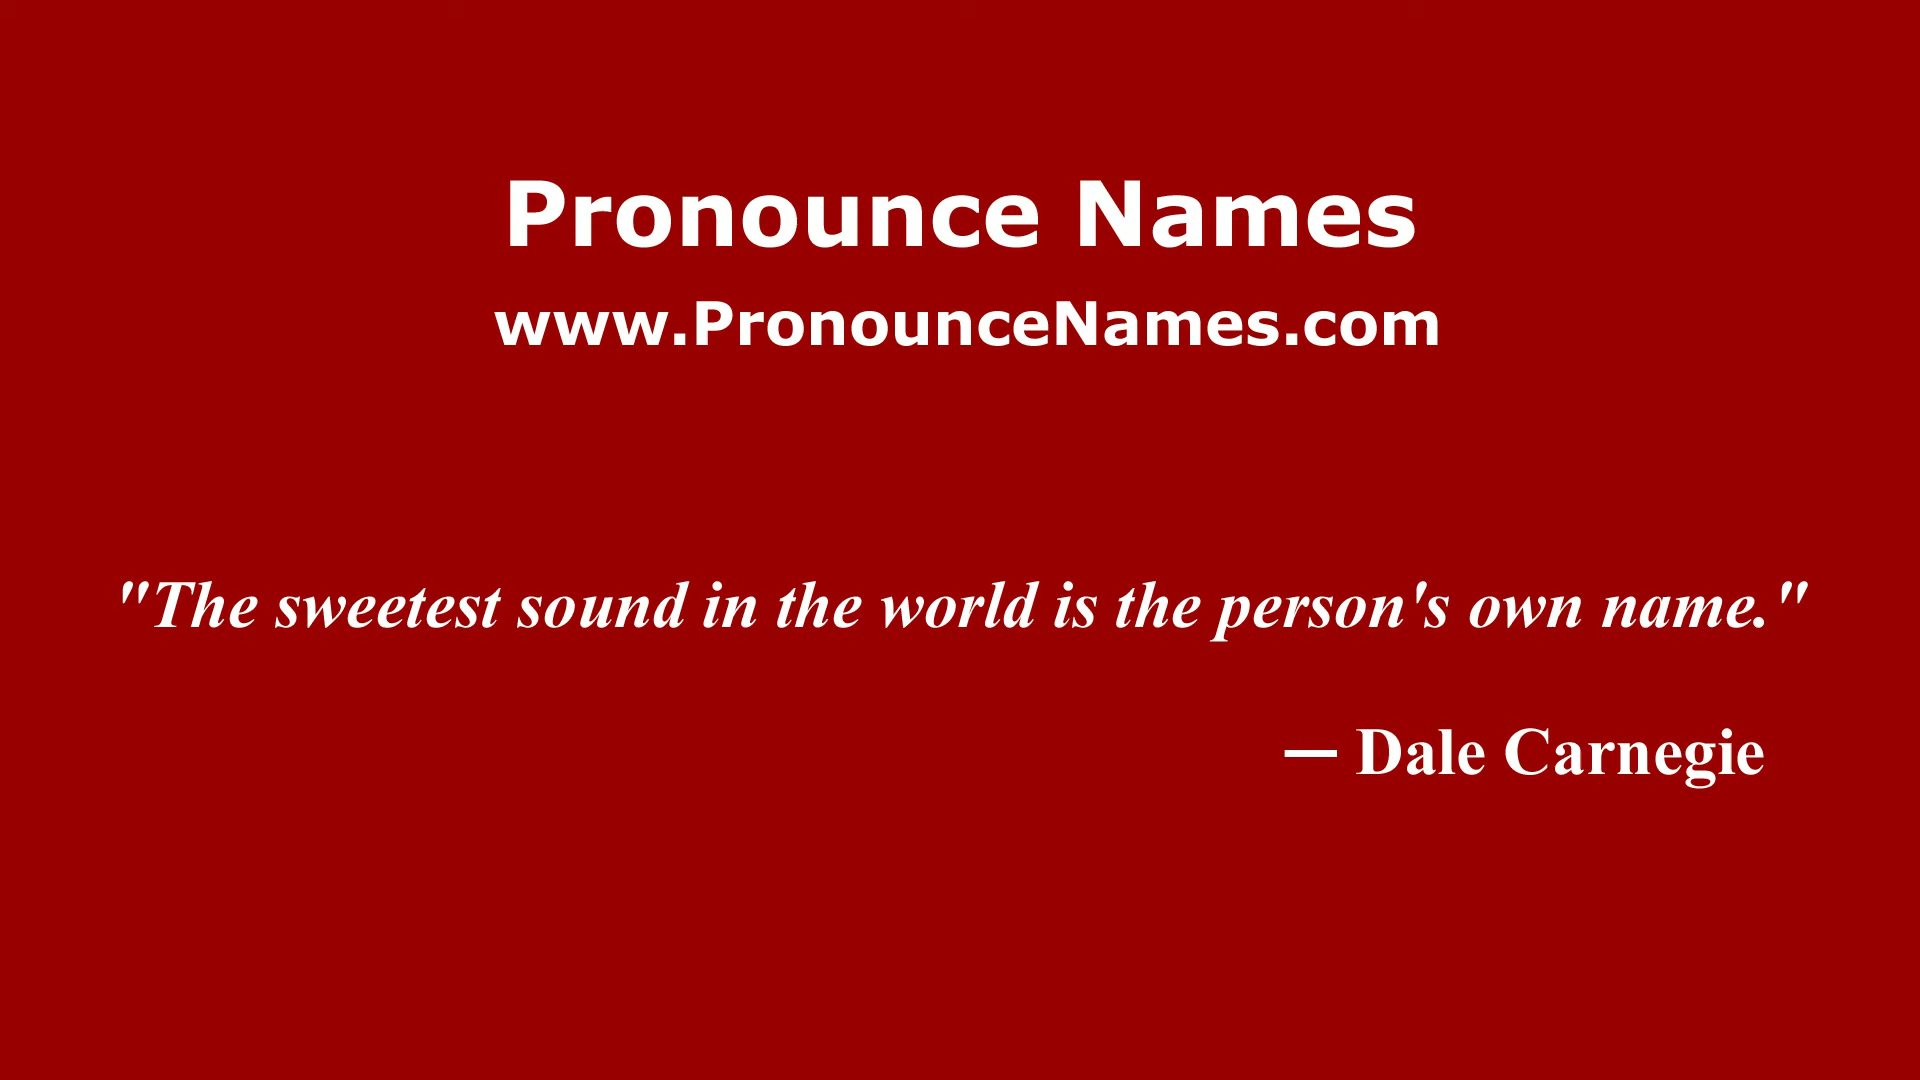 Pronounce Names
www.PronounceNames.com
"The sweetest sound in the world is the person's own name."
— Dale Carnegie